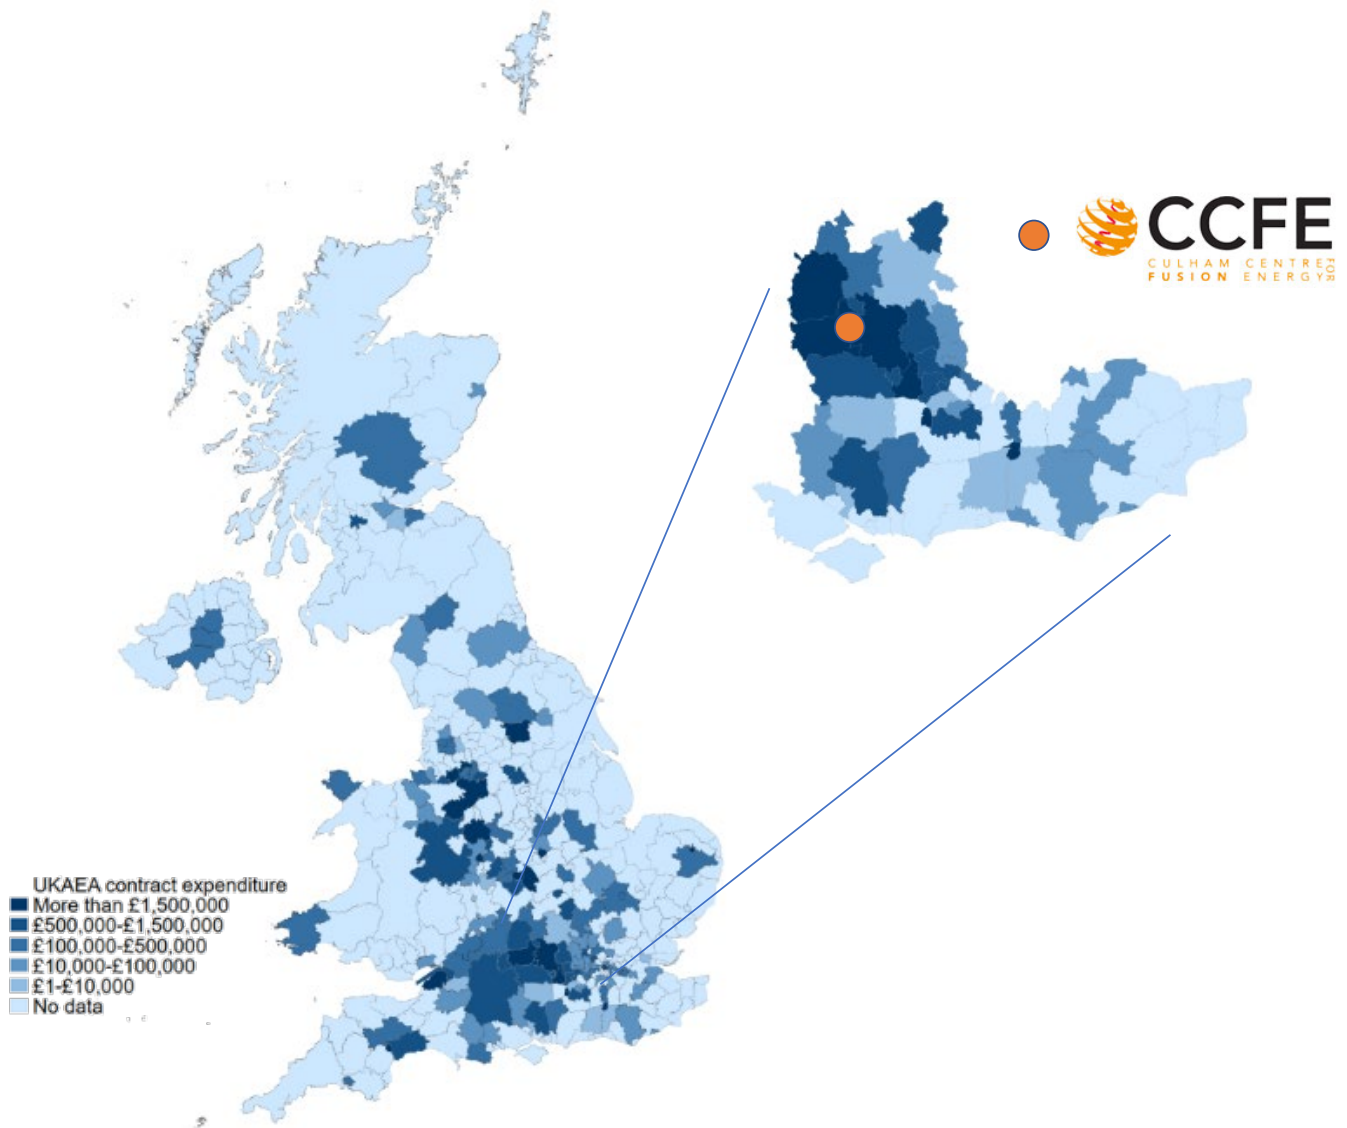 CCFE
CULHAM CENTRE FOR
FUSION ENERGY
UKAEA contract expenditure
More than £1,500,000
£500,000-£1,500,000
£100,000-£500,000
£10,000-£100,000
£1-£10,000
No data